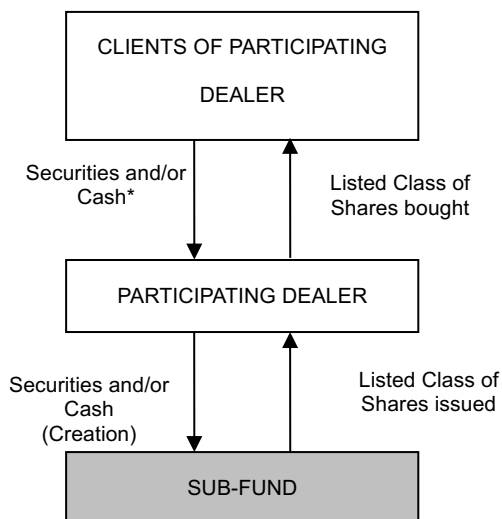 CLIENTS OF PARTICIPATING
DEALER
Securities and/or
Cash*
Listed Class of
Shares bought
PARTICIPATING DEALER
Securities and/or
Cash
(Creation)
Listed Class of
Shares issued
SUB-FUND